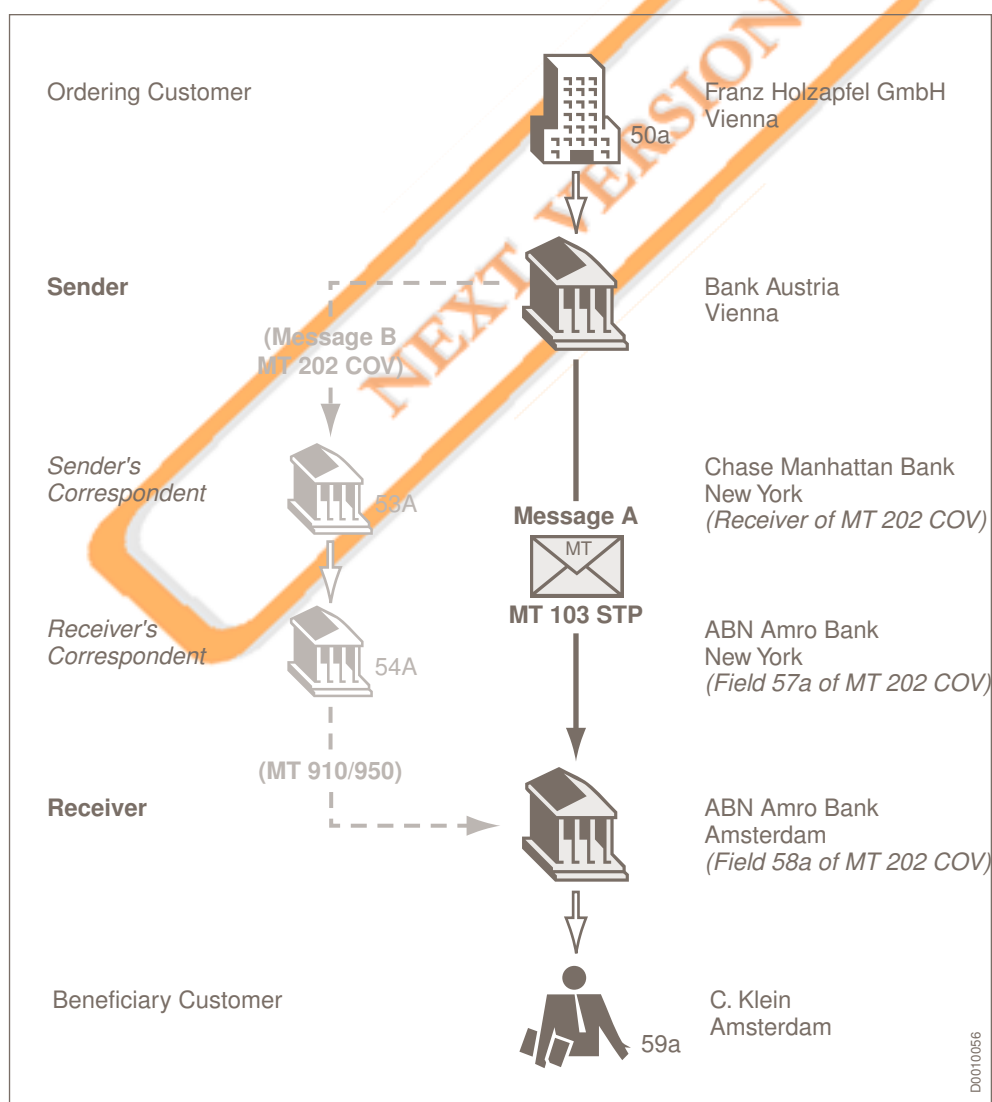 Ordering Customer
Franz Holzapfel GmbH
Vienna
50a
NEXT VERSION
Sender
Bank Austria
Vienna
(Message B
MT 202 COV)
Sender's
Correspondent
53A
Chase Manhattan Bank
New York
(Receiver of MT 202 COV)
Message A
MT
MT 103 STP
Receiver's
Correspondent
54A
ABN Amro Bank
New York
(Field 57a of MT 202 COV)
(MT 910/950)
Receiver
ABN Amro Bank
Amsterdam
(Field 58a of MT 202 COV)
Beneficiary Customer
59a
C. Klein
Amsterdam
D0010056